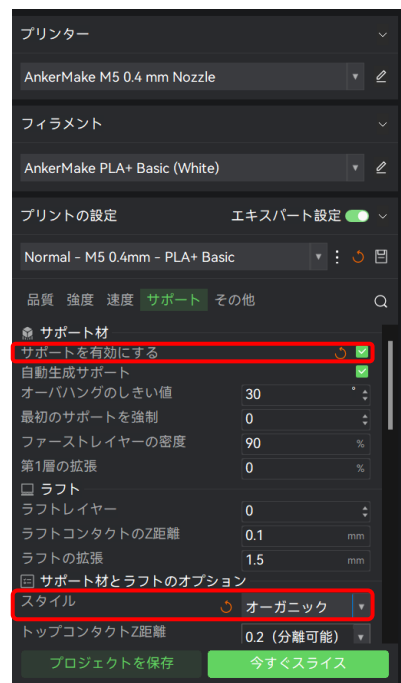 プリンター
AnkerMake M5 0.4 mm Nozzle
フィラメント
AnkerMake PLA+ Basic (White)
プリントの設定 エキスパート設定
Normal - M5 0.4mm - PLA+ Basic
品質 強度 速度 サポート その他
サポート材
サポートを有効にする
自動生成サポート
オーバハングのしきい値 30 °
最初のサポートを強制 0
ファーストレイヤーの密度 90 %
第1層の拡張 0 %
ラフト
ラフトレイヤー 0
ラフトコンタクトのZ距離 0.1 mm
ラフトの拡張 1.5 mm
サポート材とラフトのオプション
スタイル オーガニック
トップコンタクトZ距離 0.2（分離可能）
プロジェクトを保存 今すぐスライス